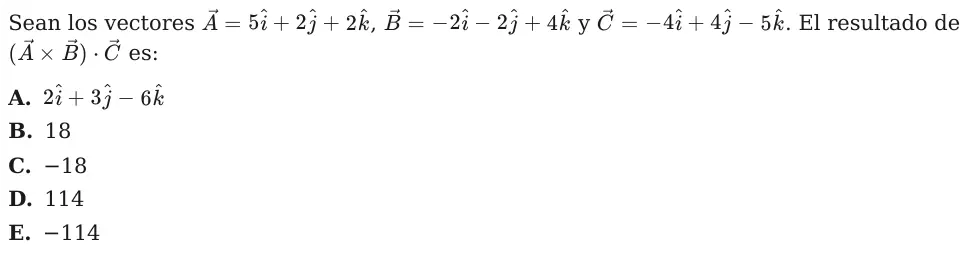 Sean los vectores $\vec{A} = 5\hat{i} + 2\hat{j} + 2\hat{k}$, $\vec{B} = -2\hat{i} - 2\hat{j} + 4\hat{k}$ y $\vec{C} = -4\hat{i} + 4\hat{j} - 5\hat{k}$. El resultado de
$(\vec{A} \times \vec{B}) \cdot \vec{C}$ es:
A. $2\hat{i} + 3\hat{j} - 6\hat{k}$
B. 18
C. −18
D. 114
E. −114